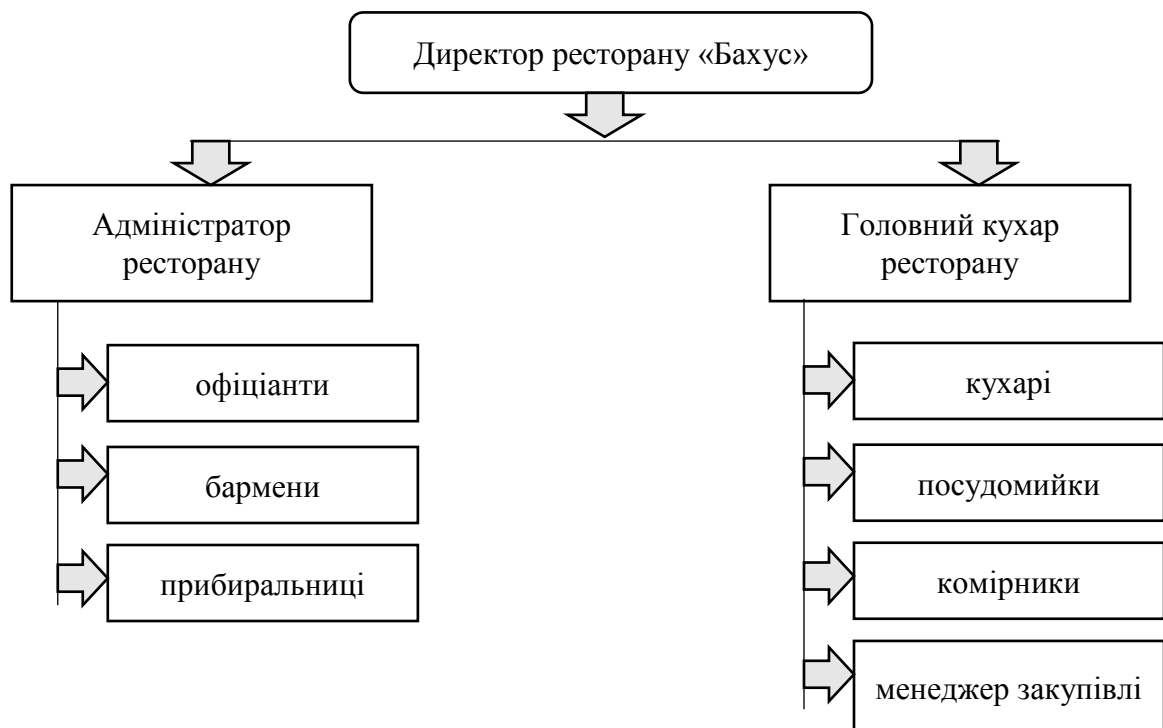 Директор ресторану «Бахус»
Адміністратор
ресторану
офіціанти
бармени
прибиральниці
Головний кухар
ресторану
кухарі
посудомийки
комірники
менеджер закупівлі